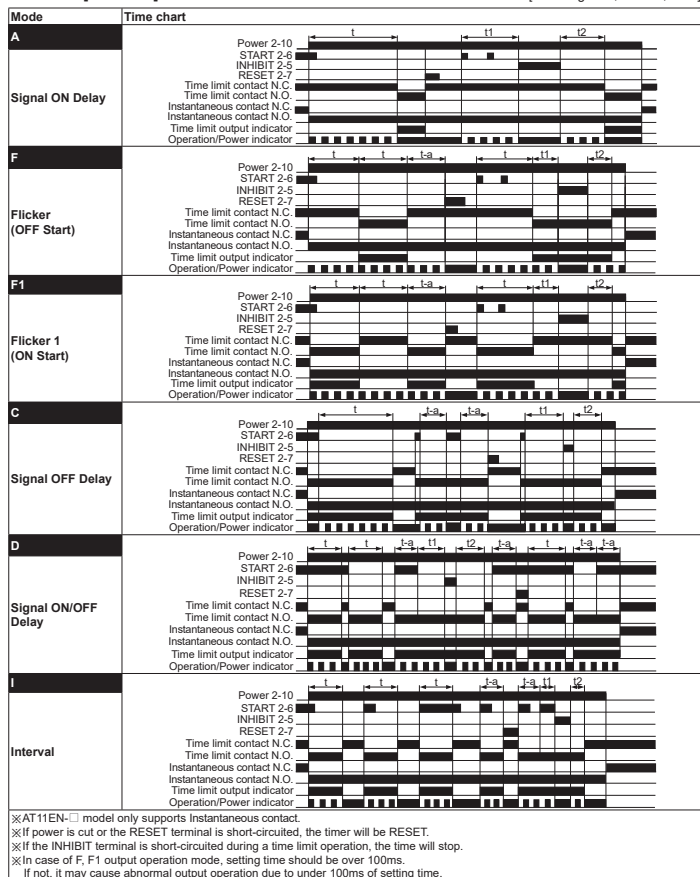 Mode Time chart
A
Signal ON Delay
t t1 t2
Power 2-10
START 2-6
INHIBIT 2-5
RESET 2-7
Time limit contact N.C.
Time limit contact N.O.
Instantaneous contact N.C.
Instantaneous contact N.O.
Time limit output indicator
Operation/Power indicator
F
Flicker
(OFF Start)
t t t-a t t1 t2
Power 2-10
START 2-6
INHIBIT 2-5
RESET 2-7
Time limit contact N.C.
Time limit contact N.O.
Instantaneous contact N.C.
Instantaneous contact N.O.
Time limit output indicator
Operation/Power indicator
F1
Flicker 1
(ON Start)
t t t-a t t1 t2
Power 2-10
START 2-6
INHIBIT 2-5
RESET 2-7
Time limit contact N.C.
Time limit contact N.O.
Instantaneous contact N.C.
Instantaneous contact N.O.
Time limit output indicator
Operation/Power indicator
C
Signal OFF Delay
t t-a t-a t1 t2
Power 2-10
START 2-6
INHIBIT 2-5
RESET 2-7
Time limit contact N.C.
Time limit contact N.O.
Instantaneous contact N.C.
Instantaneous contact N.O.
Time limit output indicator
Operation/Power indicator
D
Signal ON/OFF
Delay
t t t-a t1 t2 t-a t t-a t-a
Power 2-10
START 2-6
INHIBIT 2-5
RESET 2-7
Time limit contact N.C.
Time limit contact N.O.
Instantaneous contact N.C.
Instantaneous contact N.O.
Time limit output indicator
Operation/Power indicator
I
Interval
t t t t-a t-a t1 t2
Power 2-10
START 2-6
INHIBIT 2-5
RESET 2-7
Time limit contact N.C.
Time limit contact N.O.
Instantaneous contact N.C.
Instantaneous contact N.O.
Time limit output indicator
Operation/Power indicator
※AT11EN-□ model only supports Instantaneous contact.
※If power is cut or the RESET terminal is short-circuited, the timer will be RESET.
※If the INHIBIT terminal is short-circuited during a time limit operation, the time will stop.
※In case of F, F1 output operation mode, setting time should be over 100ms.
If not, it may cause abnormal output operation due to under 100ms of setting time.